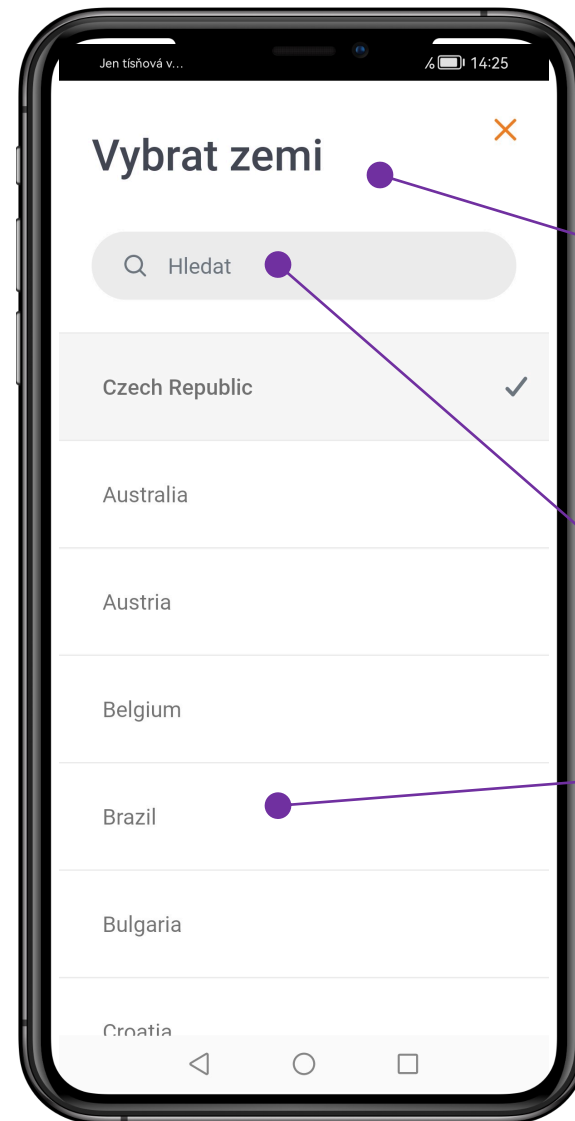 Jen tísňová v...
14:25
Vybrat zemi
Hledat
Czech Republic
Australia
Austria
Belgium
Brazil
Bulgaria
Croatia